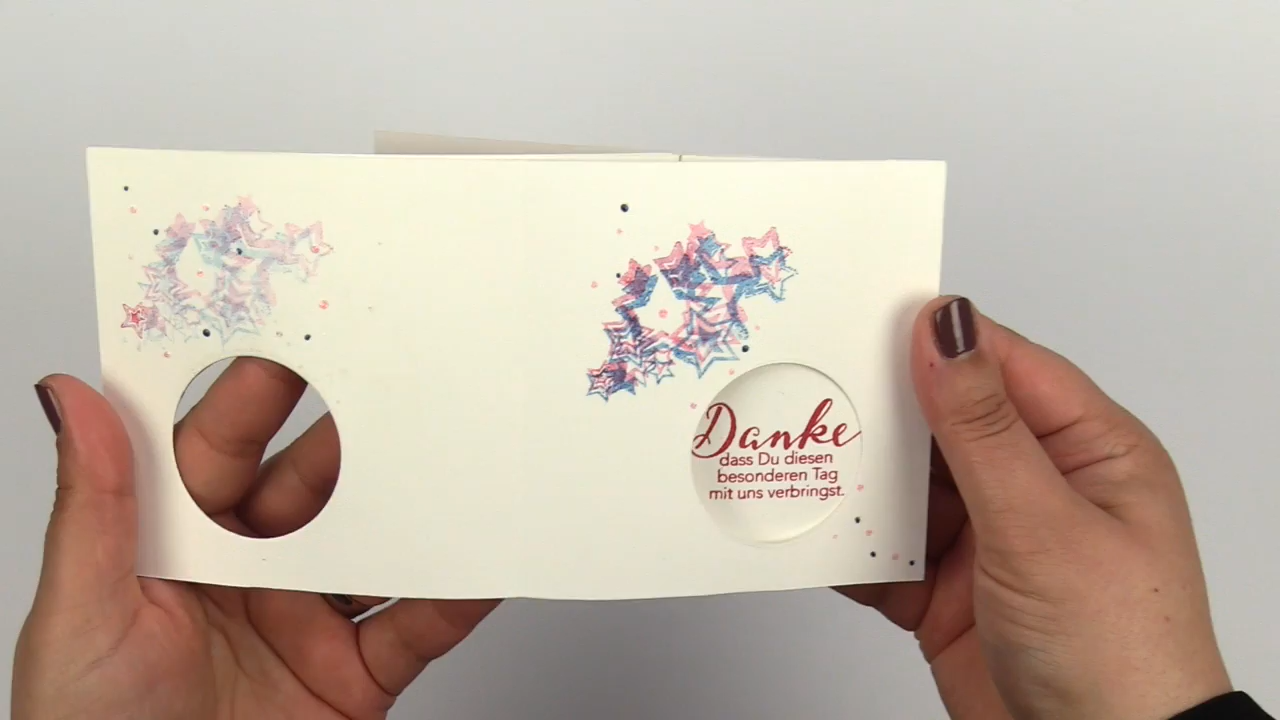 Danke
dass Du diesen
besonderen Tag
mit uns verbringst.